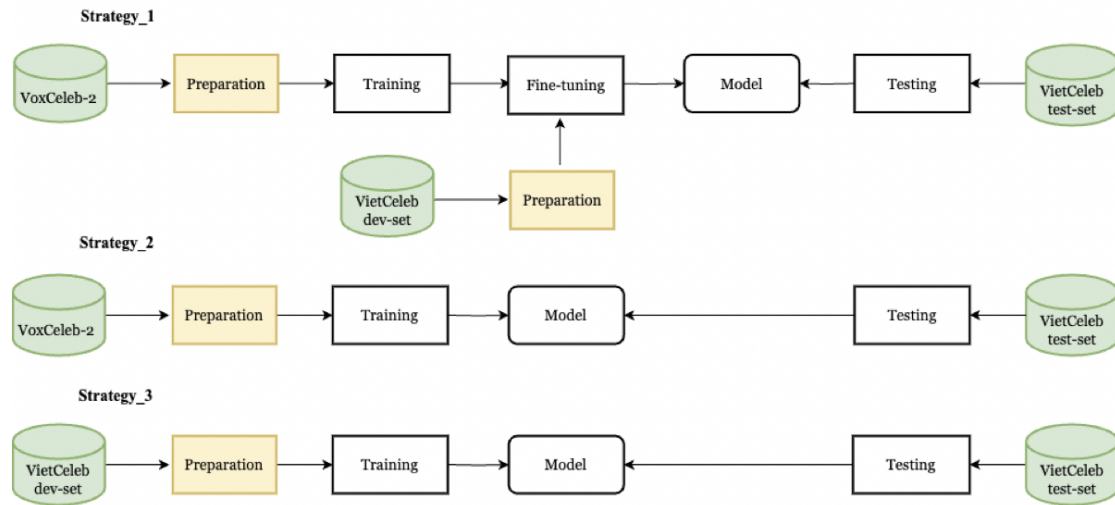 Strategy_1
VoxCeleb-2
Preparation
Training
Fine-tuning
Model
Testing
VietCeleb
test-set
VietCeleb
dev-set
Preparation
Strategy_2
VoxCeleb-2
Preparation
Training
Model
Testing
VietCeleb
test-set
Strategy_3
VietCeleb
dev-set
Preparation
Training
Model
Testing
VietCeleb
test-set